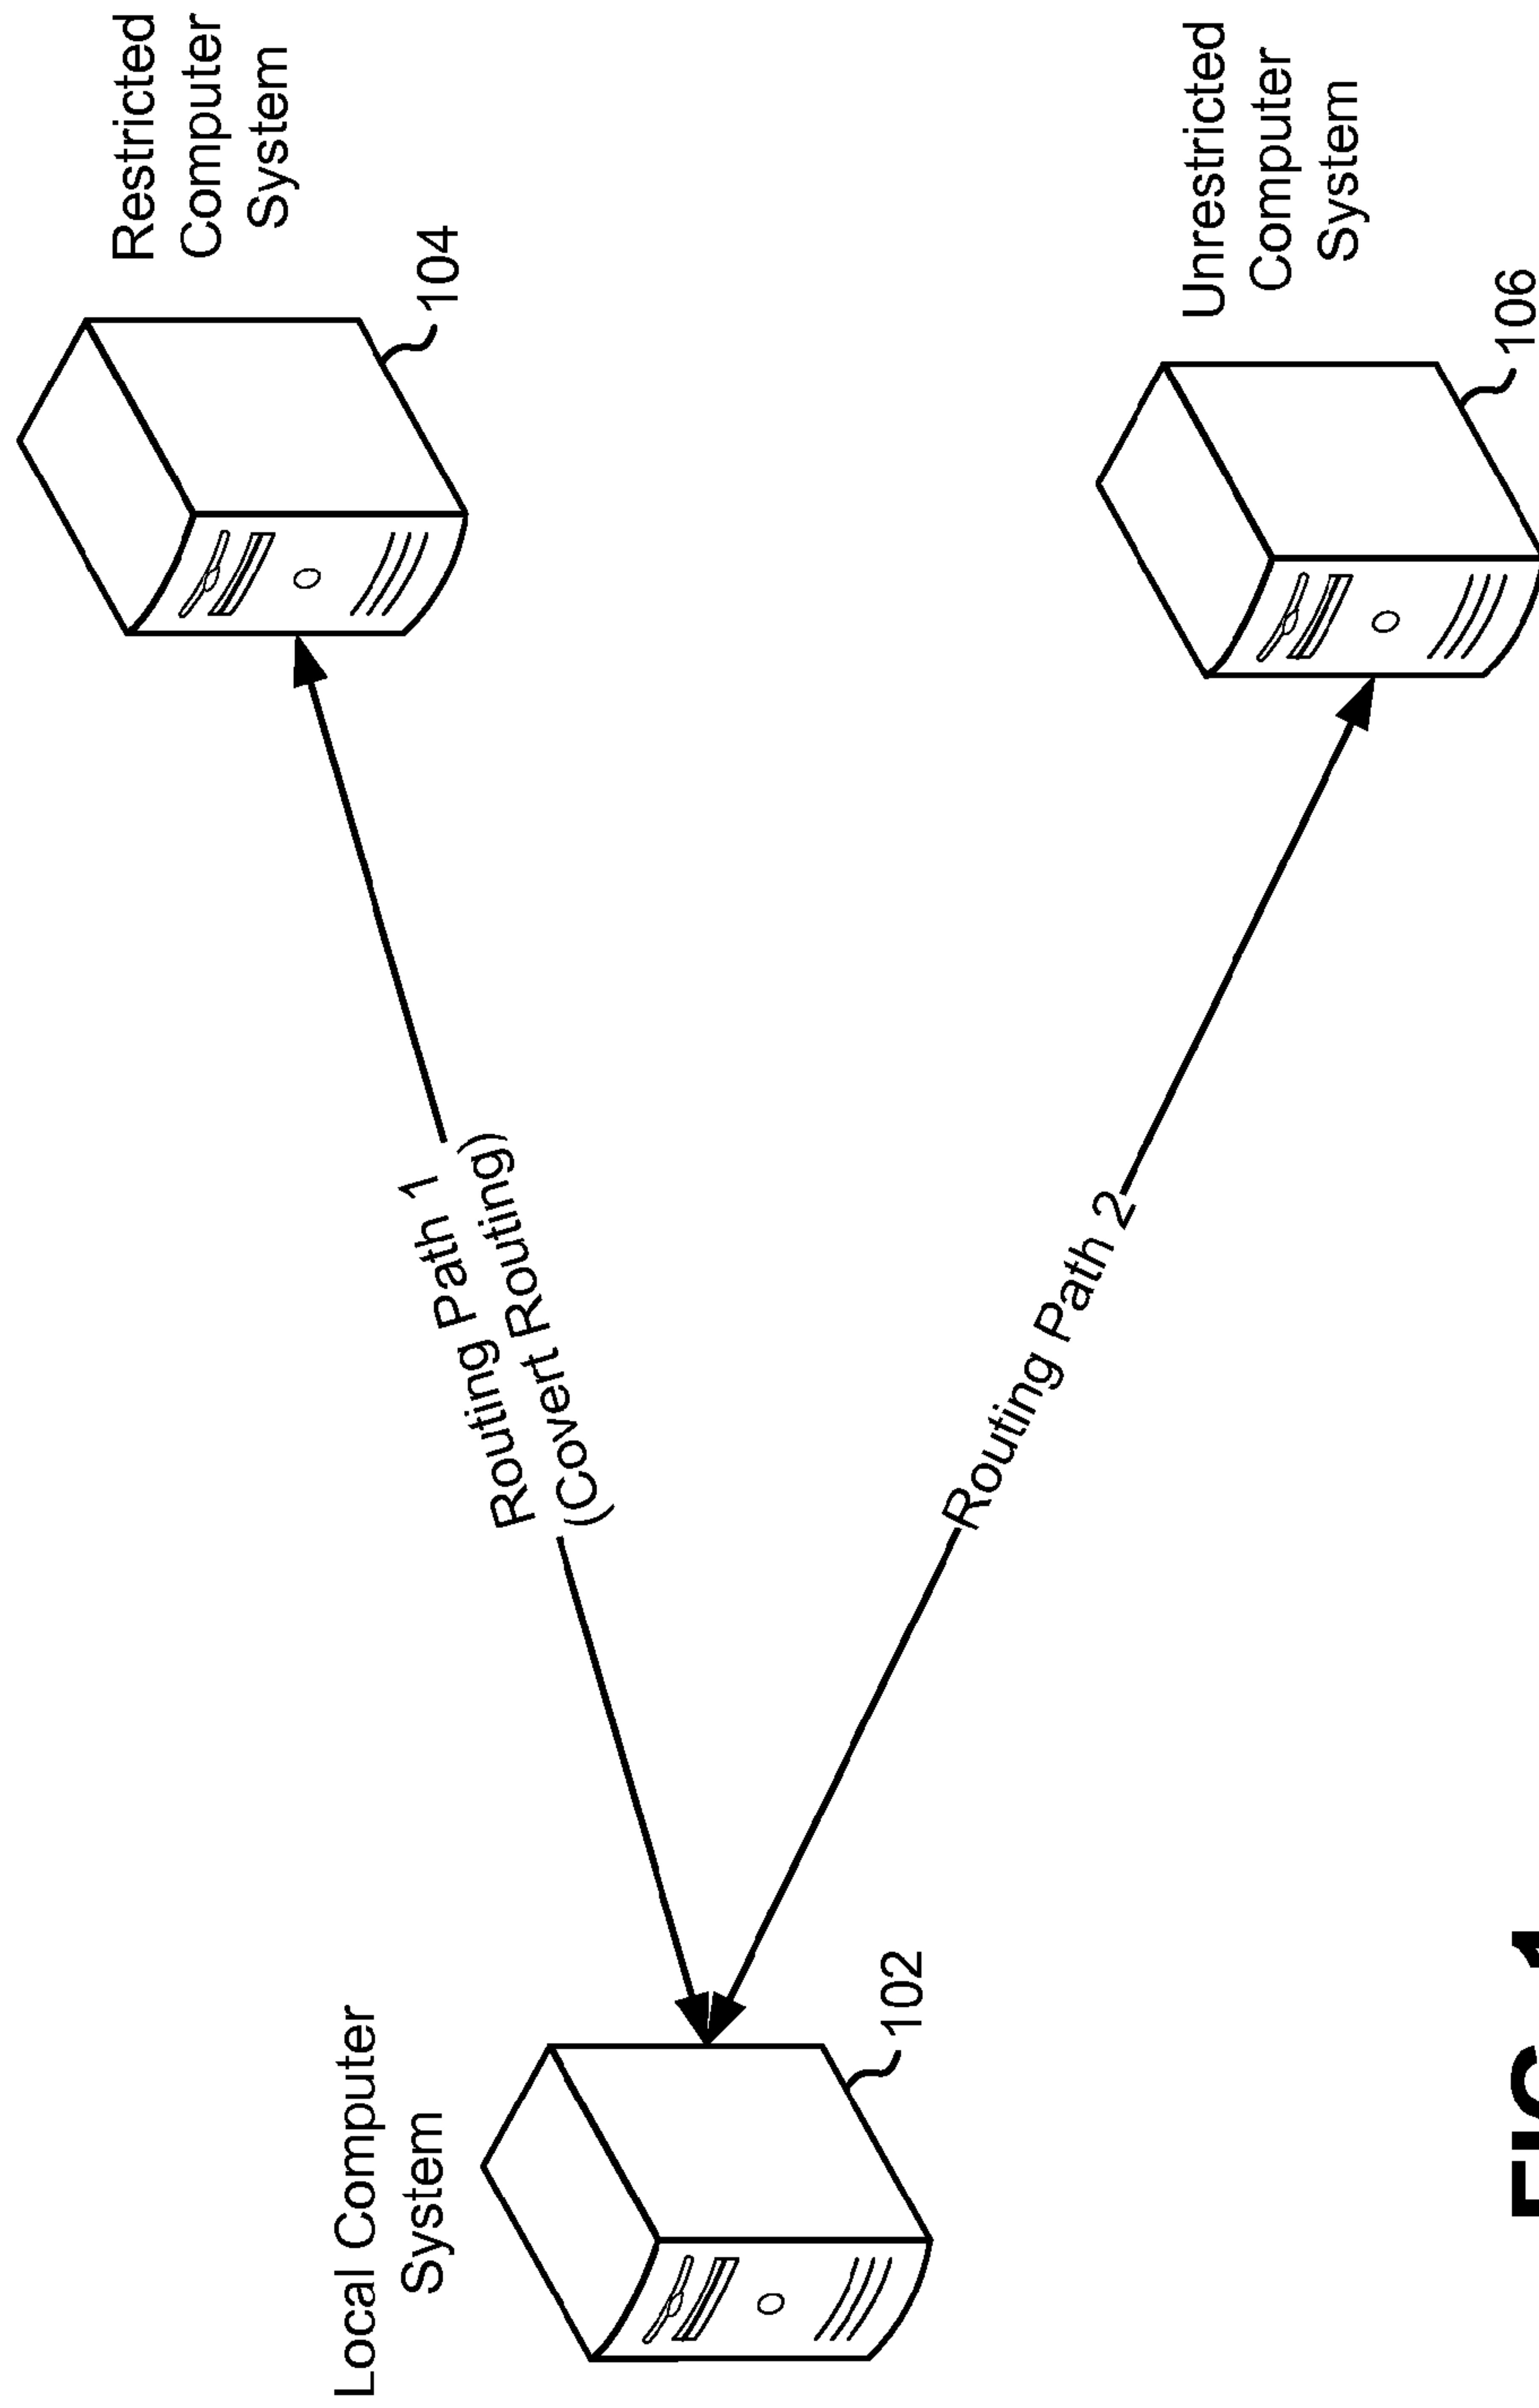 Local Computer
System
102
Routing Path 1
(Covert Routing)
Restricted
Computer
System
104
Routing Path 2
Unrestricted
Computer
System
106